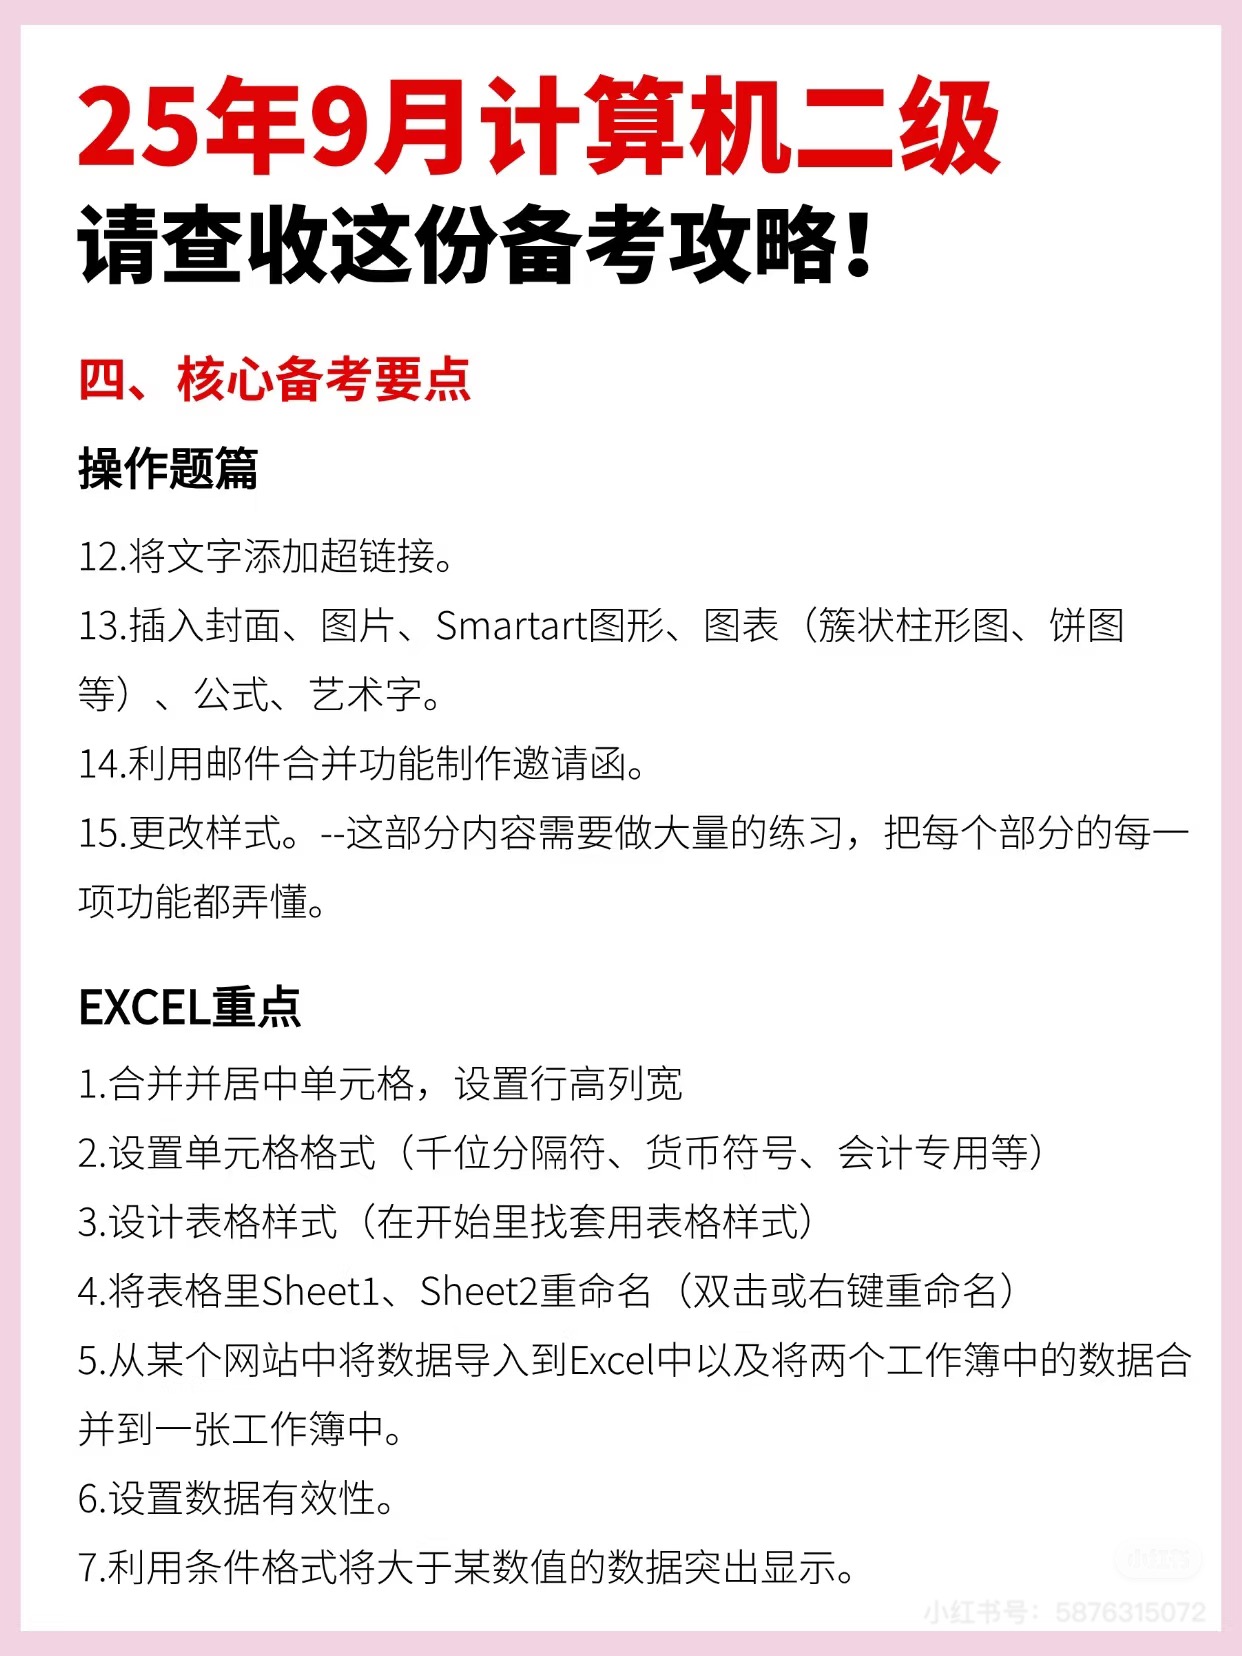 25年9月计算机二级
请查收这份备考攻略！
四、核心备考要点
操作题篇
12.将文字添加超链接。
13.插入封面、图片、Smartart图形、图表（簇状柱形图、饼图
等）、公式、艺术字。
14.利用邮件合并功能制作邀请函。
15.更改样式。--这部分内容需要做大量的练习，把每个部分的每一
项功能都弄懂。
EXCEL重点
1.合并并居中单元格，设置行高列宽
2.设置单元格格式（千位分隔符、货币符号、会计专用等）
3.设计表格样式（在开始里找套用表格样式）
4.将表格里Sheet1、Sheet2重命名（双击或右键重命名）
5.从某个网站中将数据导入到Excel中以及将两个工作簿中的数据合
并到一张工作簿中。
6.设置数据有效性。
7.利用条件格式将大于某数值的数据突出显示。
小红书
小红书号：5876315072